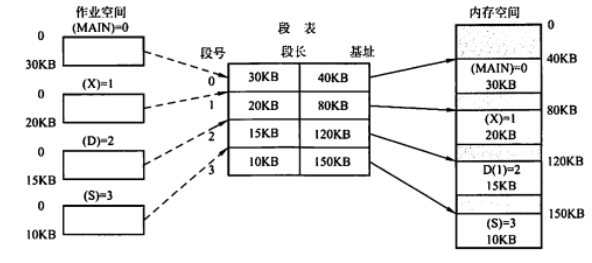 作业空间
(MAIN)=0
0
30KB
(X)=1
0
20KB
(D)=2
0
15KB
(S)=3
0
10KB
段 表
段号 段长 基址
0 30KB 40KB
1 20KB 80KB
2 15KB 120KB
3 10KB 150KB
内存空间
0
40KB
(MAIN)=0
30KB
80KB
(X)=1
20KB
120KB
D(1)=2
15KB
150KB
(S)=3
10KB